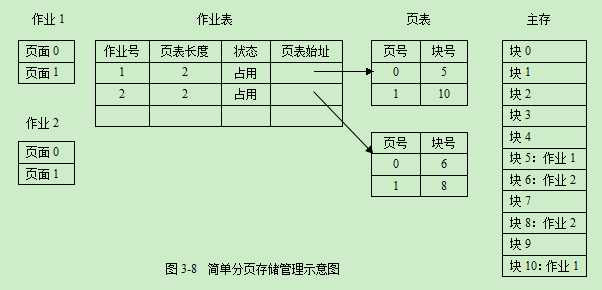 作业1 作业表 页表 主存
页面 0 作业号 页表长度 状态 页表始址 页号 块号 块 0
页面 1 1 2 占用 0 5 块 1
2 2 占用 1 10 块 2
块 3
作业 2 块 4
页面 0 页号 块号 块 5：作业 1
页面 1 0 6 块 6：作业 2
1 8 块 7
块 8：作业 2
块 9
图 3-8 简单分页存储管理示意图 块 10：作业 1